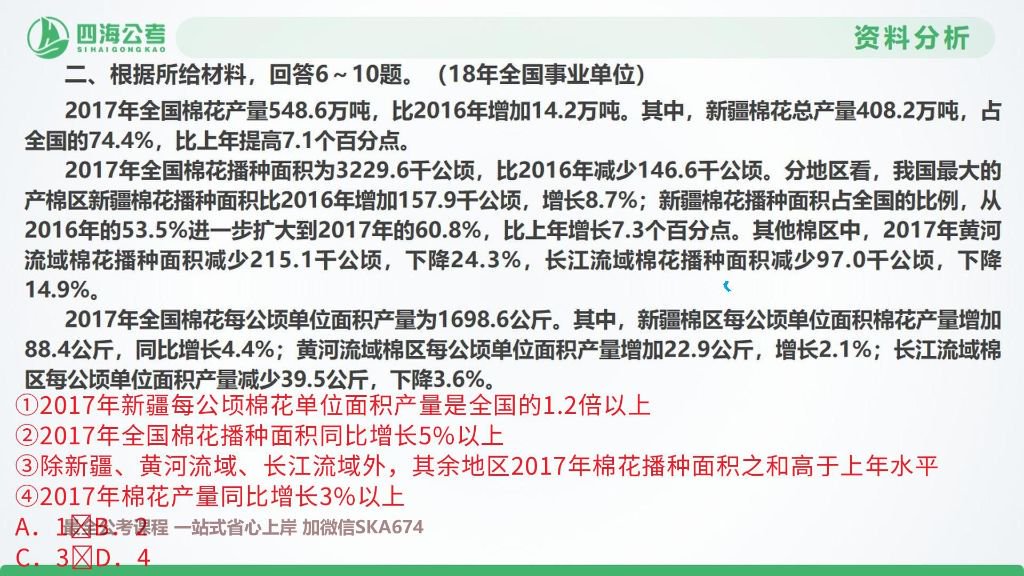 四海公考
SIHAIGONGKAO
资料分析
二、根据所给材料，回答6～10题。（18年全国事业单位）
2017年全国棉花产量548.6万吨，比2016年增加14.2万吨。其中，新疆棉花总产量408.2万吨，占
全国的74.4%，比上年提高7.1个百分点。
2017年全国棉花播种面积为3229.6千公顷，比2016年减少146.6千公顷。分地区看，我国最大的
产棉区新疆棉花播种面积比2016年增加157.9千公顷，增长8.7%；新疆棉花播种面积占全国的比例，从
2016年的53.5%进一步扩大到2017年的60.8%，比上年增长7.3个百分点。其他棉区中，2017年黄河
流域棉花播种面积减少215.1千公顷，下降24.3%，长江流域棉花播种面积减少97.0千公顷，下降
14.9%。
2017年全国棉花每公顷单位面积产量为1698.6公斤。其中，新疆棉区每公顷单位面积棉花产量增加
88.4公斤，同比增长4.4%；黄河流域棉区每公顷单位面积产量增加22.9公斤，增长2.1%；长江流域棉
区每公顷单位面积产量减少39.5公斤，下降3.6%。
①2017年新疆每公顷棉花单位面积产量是全国的1.2倍以上
②2017年全国棉花播种面积同比增长5%以上
③除新疆、黄河流域、长江流域外，其余地区2017年棉花播种面积之和高于上年水平
④2017年棉花产量同比增长3%以上
A．1 B．2
最全公考课程 一站式省心上岸 加微信SKA674
C．3 D．4